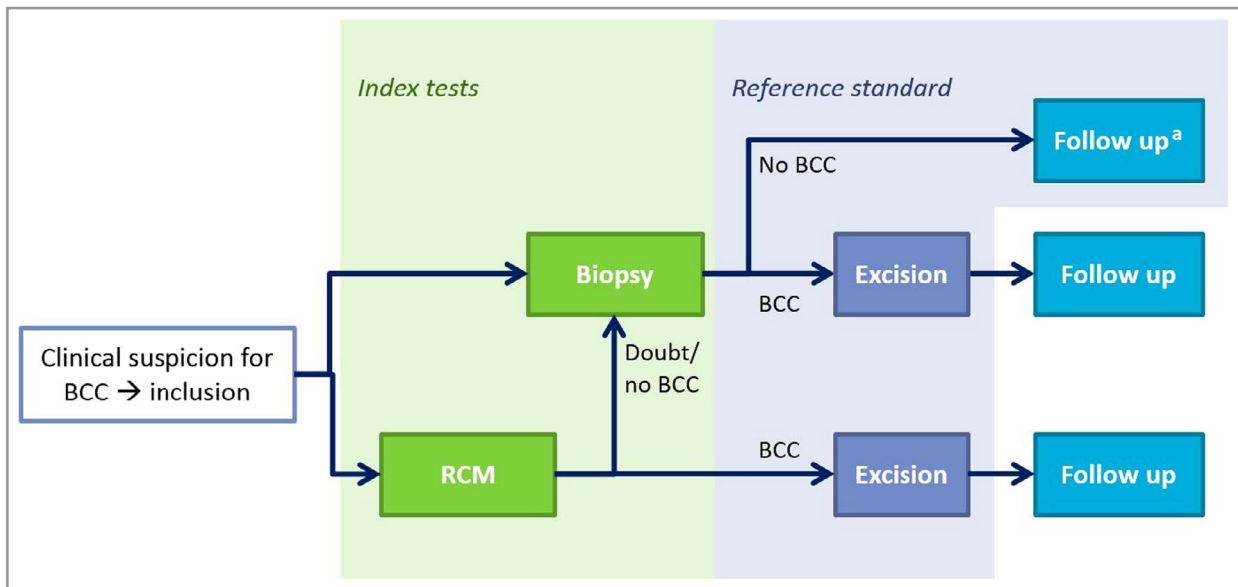 Index tests
Reference standard
Follow up a
No BCC
Biopsy
BCC
Excision
Follow up
Clinical suspicion for
BCC → inclusion
Doubt/
no BCC
RCM
BCC
Excision
Follow up